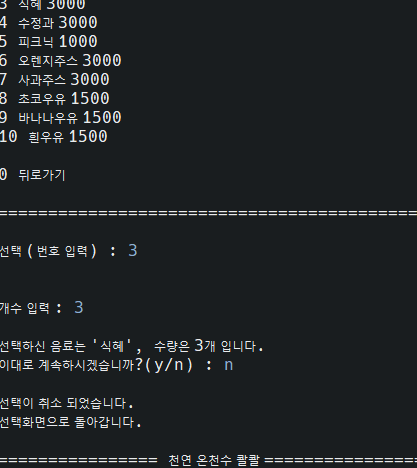 3 식혜 3000
4 수정과 3000
5 피크닉 1000
6 오렌지주스 3000
7 사과주스 3000
8 초코우유 1500
9 바나나우유 1500
10 흰우유 1500
0 뒤로가기
==========================================
선택 (번호 입력) : 3
개수 입력 : 3
선택하신 음료는 '식혜', 수량은 3개 입니다.
이대로 계속하시겠습니까?(y/n) : n
선택이 취소 되었습니다.
선택화면으로 돌아갑니다.
================ 천연 온천수 콸콸 ===============